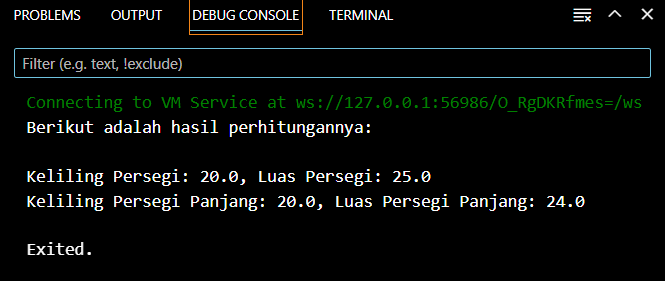 PROBLEMS OUTPUT DEBUG CONSOLE TERMINAL
Filter (e.g. text, !exclude)
Connecting to VM Service at ws://127.0.0.1:56986/O_RgDKRfmes=/ws
Berikut adalah hasil perhitungannya:
Keliling Persegi: 20.0, Luas Persegi: 25.0
Keliling Persegi Panjang: 20.0, Luas Persegi Panjang: 24.0
Exited.